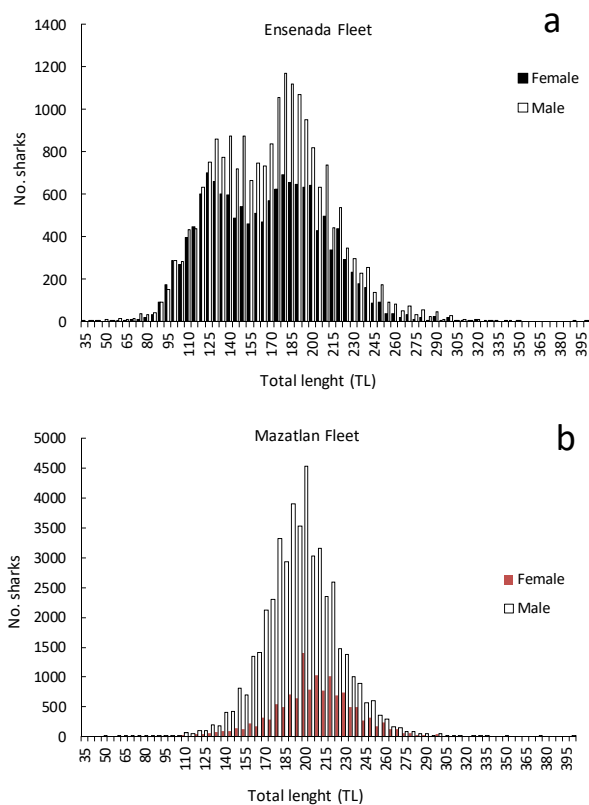 a
Ensenada Fleet
1400
1200
1000
800
600
400
200
0
No. sharks
Female
Male
35 50 65 80 95 110 125 140 155 170 185 200 215 230 245 260 275 290 305 320 335 350 365 380 395
Total lenght (TL)
b
Mazatlan Fleet
5000
4500
4000
3500
3000
2500
2000
1500
1000
500
0
No. sharks
Female
Male
35 50 65 80 95 110 125 140 155 170 185 200 215 230 245 260 275 290 305 320 335 350 365 380 395
Total lenght (TL)